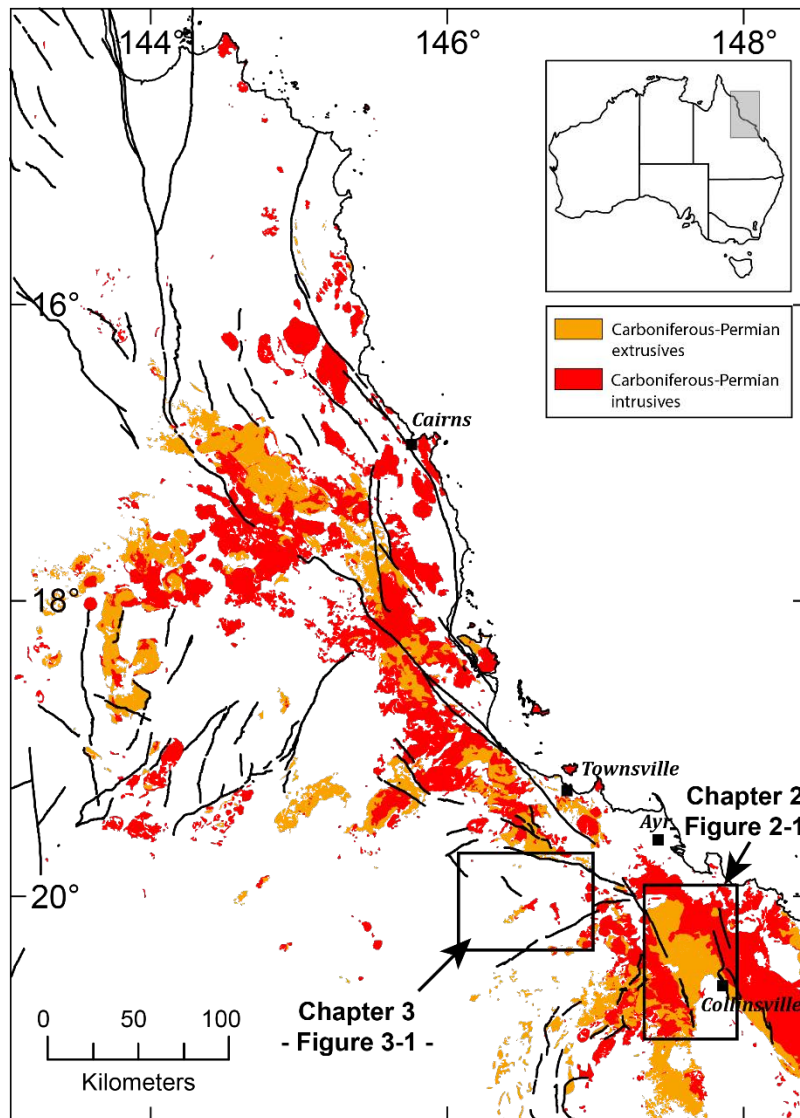 144°
146°
148°
Carboniferous-Permian
extrusives
Carboniferous-Permian
intrusives
16°
Cairns
18°
Townsville
Chapter 2
Ayr
Figure 2-1
20°
Collinsville
Chapter 3
- Figure 3-1 -
0 50 100
Kilometers